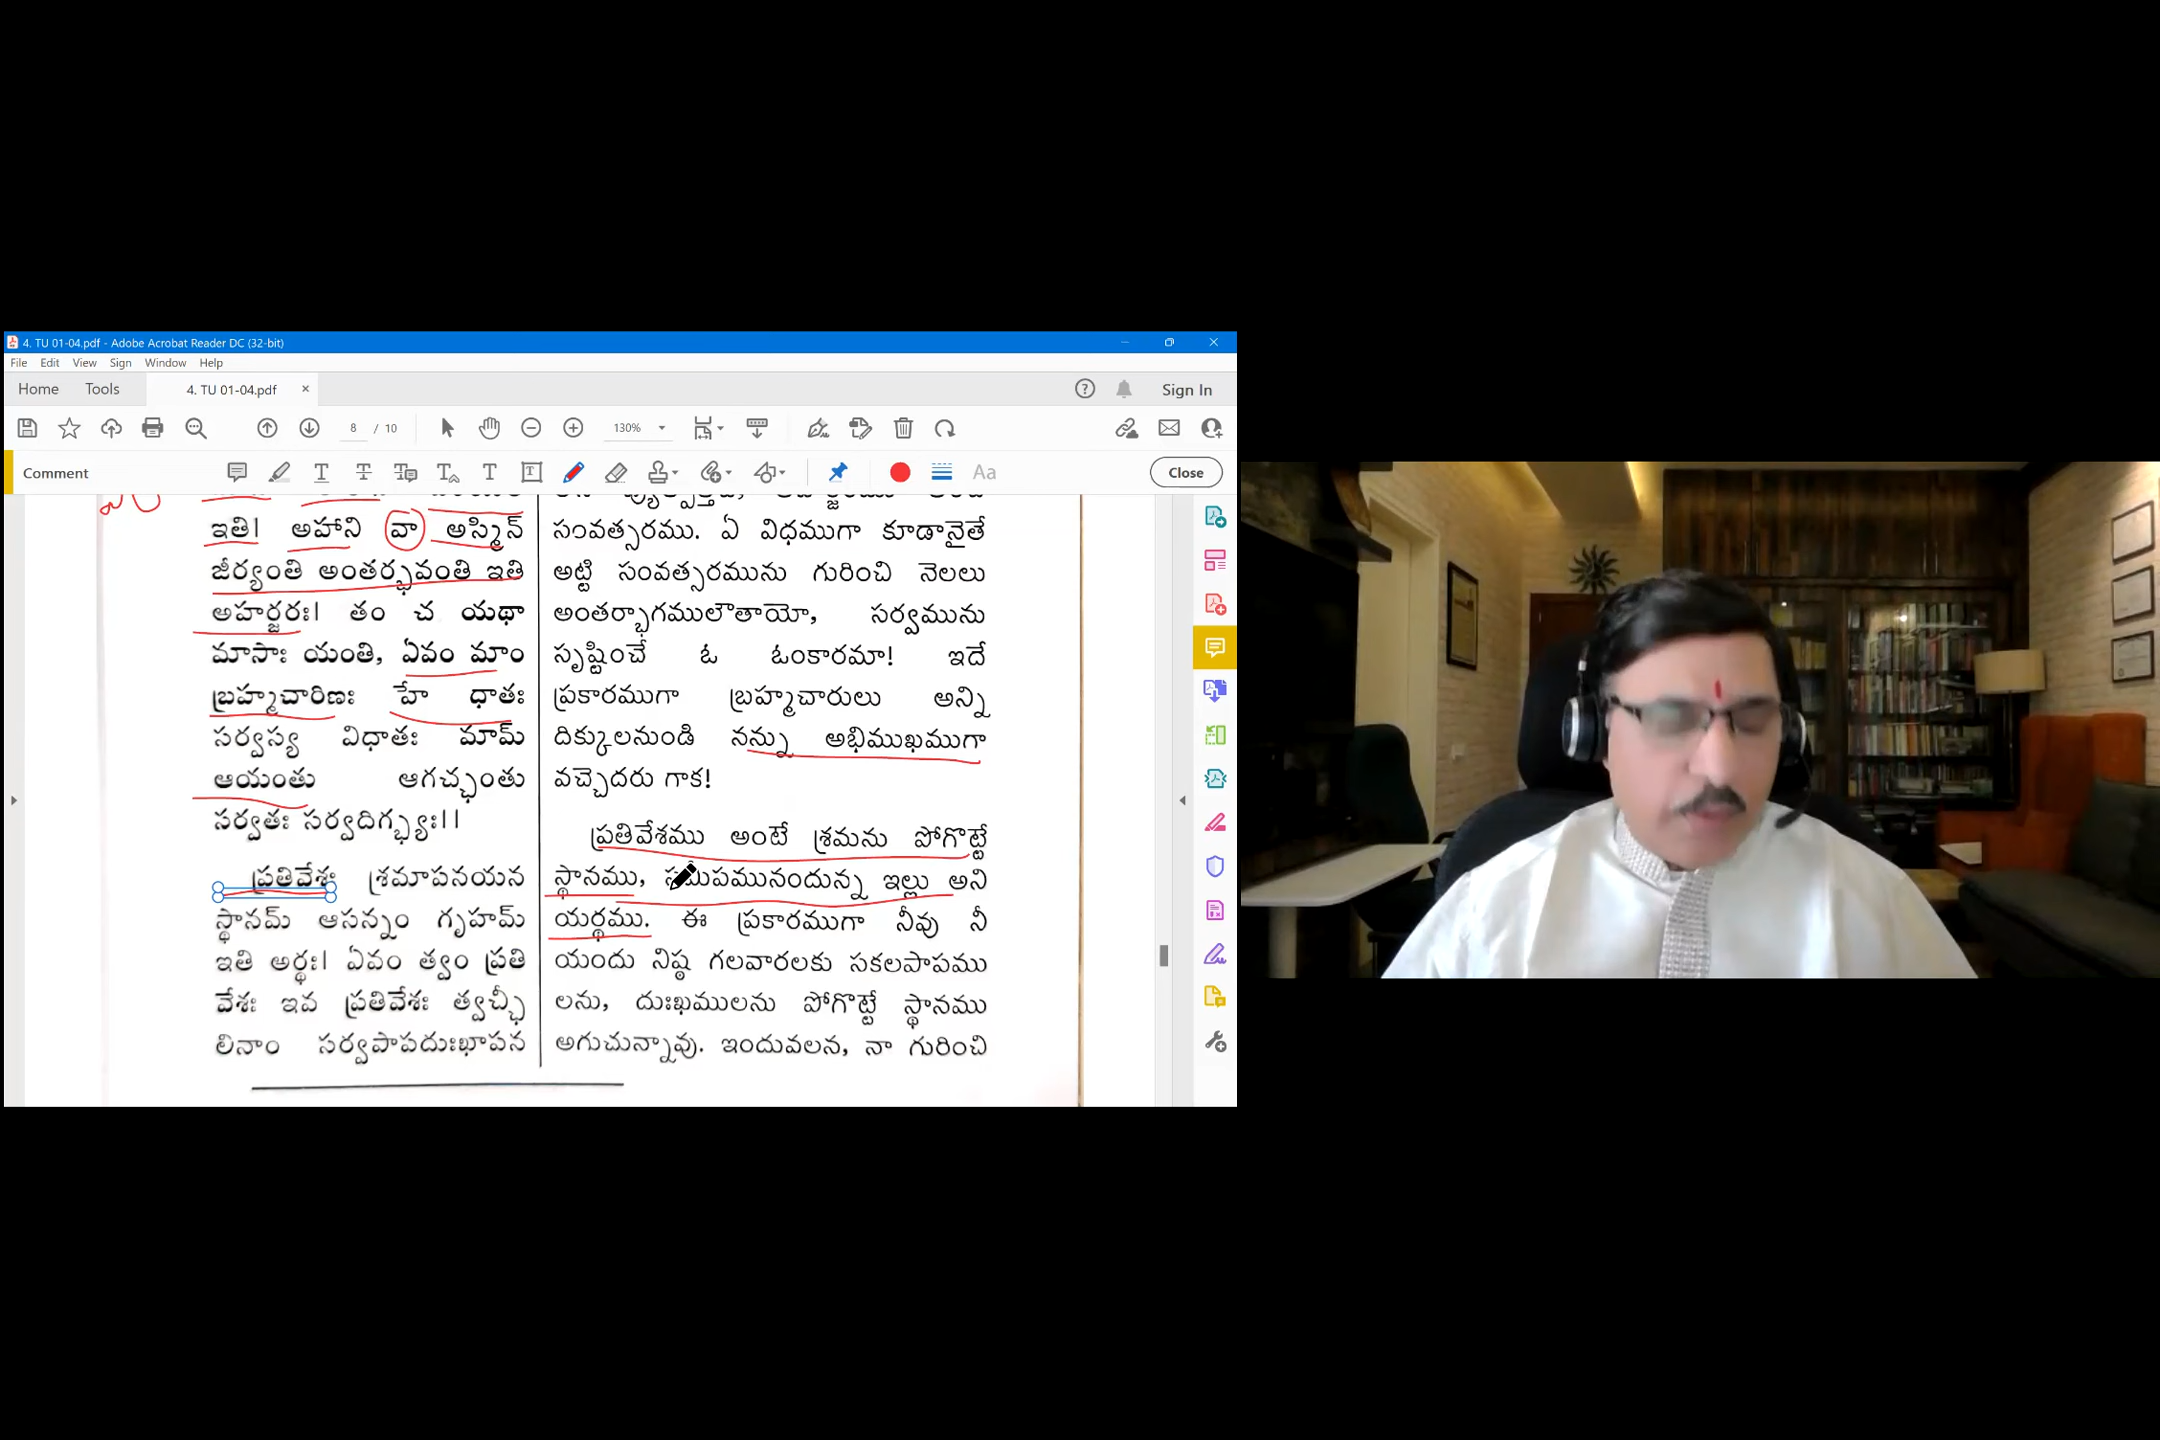 4. TU 01-04.pdf - Adobe Acrobat Reader DC (32-bit)
File Edit View Sign Window Help
Home Tools 4. TU 01-04.pdf × Sign In
8 / 10 130%
Comment Aa Close
ఇతి। అహాని వా అస్మిన్
జీర్యంతి అంతర్భవంతి ఇతి
అహర్జరః। తం చ యథా
మాసాః యంతి, ఏవం మాం
బ్రహ్మచారిణః హే ధాతః
సర్వస్య విధాతః మామ్
ఆయంతు ఆగచ్ఛంతు
సర్వతః సర్వదిగ్భ్యః।।
ప్రతివేశః శ్రమాపనయన
స్థానమ్ ఆసన్నం గృహమ్
ఇతి అర్థః। ఏవం త్వం ప్రతి
వేశః ఇవ ప్రతివేశః త్వచ్ఛీ
లినాం సర్వపాపదుఃఖాపన
సంవత్సరము. ఏ విధముగా కూడానైతే
అట్టి సంవత్సరమును గురించి నెలలు
అంతర్భాగములౌతాయో, సర్వమును
సృష్టించే ఓ ఓంకారమా! ఇదే
ప్రకారముగా బ్రహ్మచారులు అన్ని
దిక్కులనుండి నన్ను అభిముఖముగా
వచ్చెదరు గాక!
ప్రతివేశము అంటే శ్రమను పోగొట్టే
స్థానము, సమీపమునందున్న ఇల్లు అని
యర్థము. ఈ ప్రకారముగా నీవు నీ
యందు నిష్ఠ గలవారలకు సకలపాపము
లను, దుఃఖములను పోగొట్టే స్థానము
అగుచున్నావు. ఇందువలన, నా గురించి